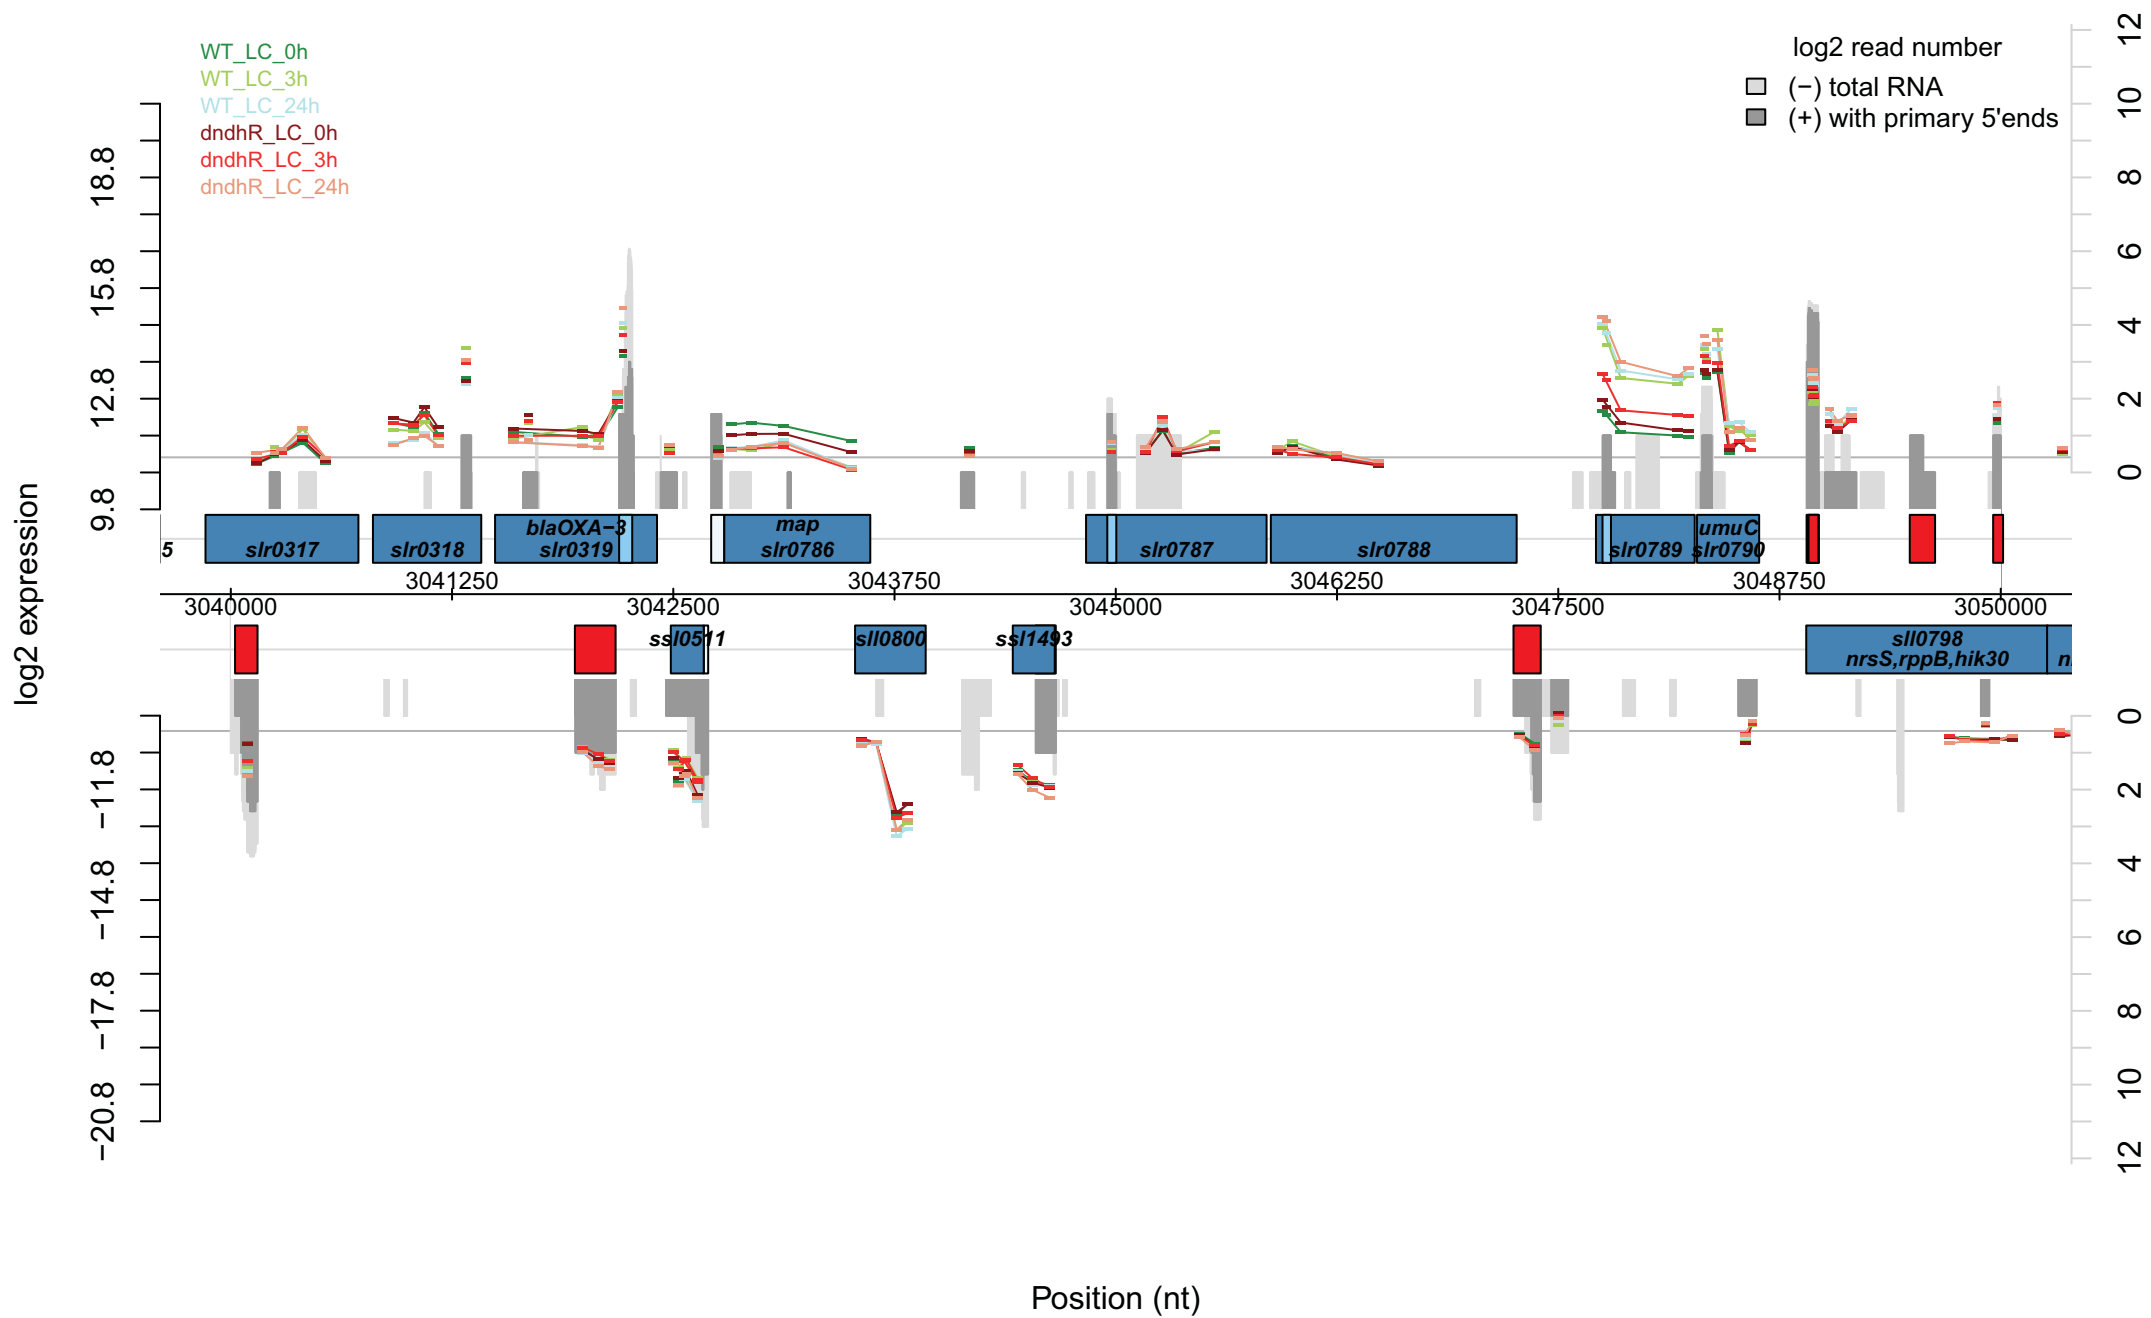 WT_LC_0h
WT_LC_3h
WT_LC_24h
dndhR_LC_0h
dndhR_LC_3h
dndhR_LC_24h
log2 read number
(−) total RNA
(+) with primary 5'ends
log2 expression
18.8
15.8
12.8
9.8
12
10
8
6
4
2
0
5
slr0317
slr0318
blaOXA−3
slr0319
map
slr0786
slr0787
slr0788
slr0789
umuC
slr0790
3041250
3043750
3046250
3048750
3040000
3042500
3045000
3047500
3050000
ssl0511
sll0800
ssl1493
sll0798
nrsS,rppB,hik30
n
−11.8
−14.8
−17.8
−20.8
0
2
4
6
8
10
12
Position (nt)